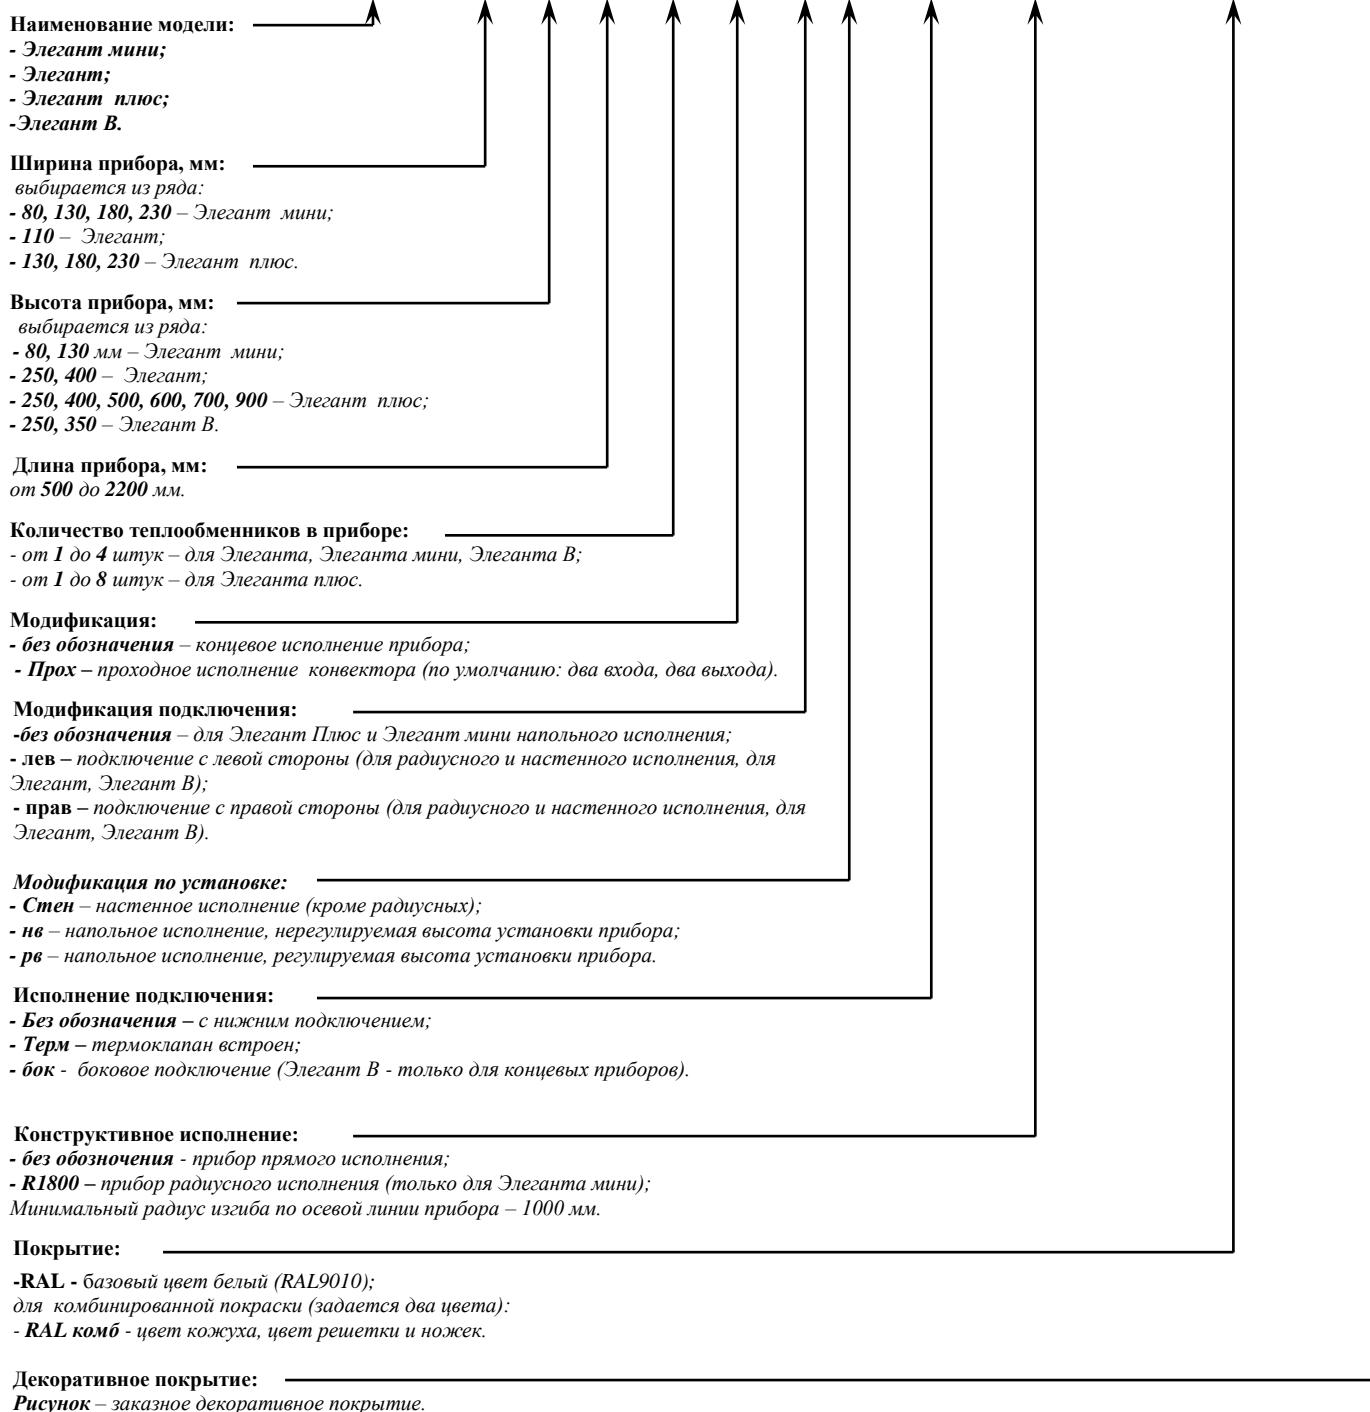 Наименование модели:
- Элегант мини;
- Элегант;
- Элегант плюс;
-Элегант В.
Ширина прибора, мм:
выбирается из ряда:
- 80, 130, 180, 230 – Элегант мини;
- 110 – Элегант;
- 130, 180, 230 – Элегант плюс.
Высота прибора, мм:
выбирается из ряда:
- 80, 130 мм – Элегант мини;
- 250, 400 – Элегант;
- 250, 400, 500, 600, 700, 900 – Элегант плюс;
- 250, 350 – Элегант В.
Длина прибора, мм:
от 500 до 2200 мм.
Количество теплообменников в приборе:
- от 1 до 4 штук – для Элеганта, Элеганта мини, Элеганта В;
- от 1 до 8 штук – для Элеганта плюс.
Модификация:
- без обозначения – концевое исполнение прибора;
- Прох – проходное исполнение конвектора (по умолчанию: два входа, два выхода).
Модификация подключения:
-без обозначения – для Элегант Плюс и Элегант мини напольного исполнения;
- лев – подключение с левой стороны (для радиусного и настенного исполнения, для
Элегант, Элегант В);
- прав – подключение с правой стороны (для радиусного и настенного исполнения, для
Элегант, Элегант В).
Модификация по установке:
- Стен – настенное исполнение (кроме радиусных);
- нв – напольное исполнение, нерегулируемая высота установки прибора;
- рв – напольное исполнение, регулируемая высота установки прибора.
Исполнение подключения:
- Без обозначения – с нижним подключением;
- Терм – термоклапан встроен;
- бок - боковое подключение (Элегант В - только для концевых приборов).
Конструктивное исполнение:
- без обозночения - прибор прямого исполнения;
- R1800 – прибор радиусного исполнения (только для Элеганта мини);
Минимальный радиус изгиба по осевой линии прибора – 1000 мм.
Покрытие:
-RAL - базовый цвет белый (RAL9010);
для комбинированной покраски (задается два цвета):
- RAL комб - цвет кожуха, цвет решетки и ножек.
Декоративное покрытие:
Рисунок – заказное декоративное покрытие.